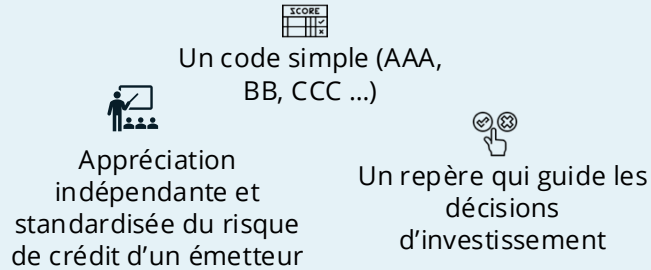 SCORE
Un code simple (AAA,
BB, CCC ...)
Appréciation
indépendante et
standardisée du risque
de crédit d’un émetteur
Un repère qui guide les
décisions
d’investissement